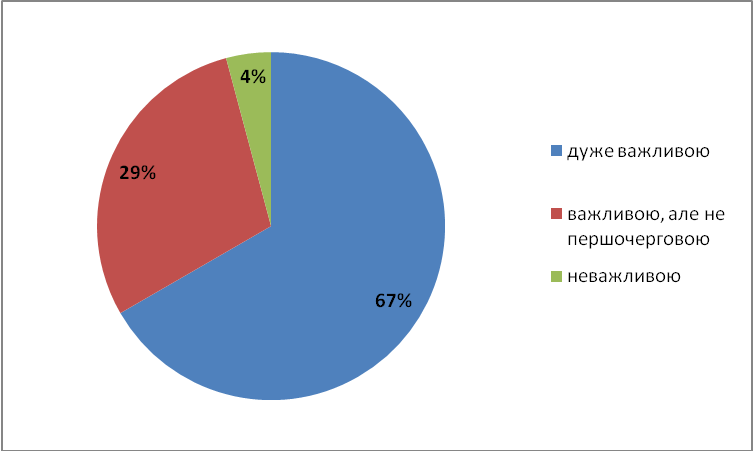 4%
29%
67%
дуже важливою
важливою, але не
першочерговою
неважливою